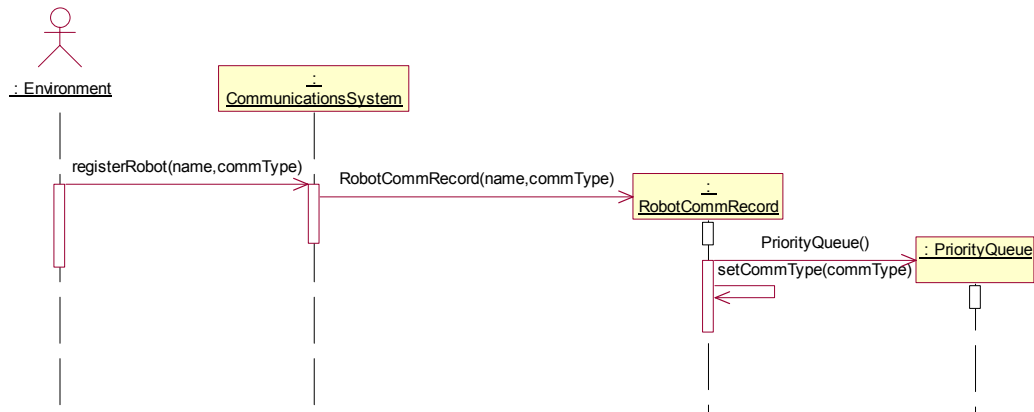 : Environment
:
CommunicationsSystem
registerRobot(name,commType)
RobotCommRecord(name,commType)
:
RobotCommRecord
PriorityQueue()
: PriorityQueue
setCommType(commType)